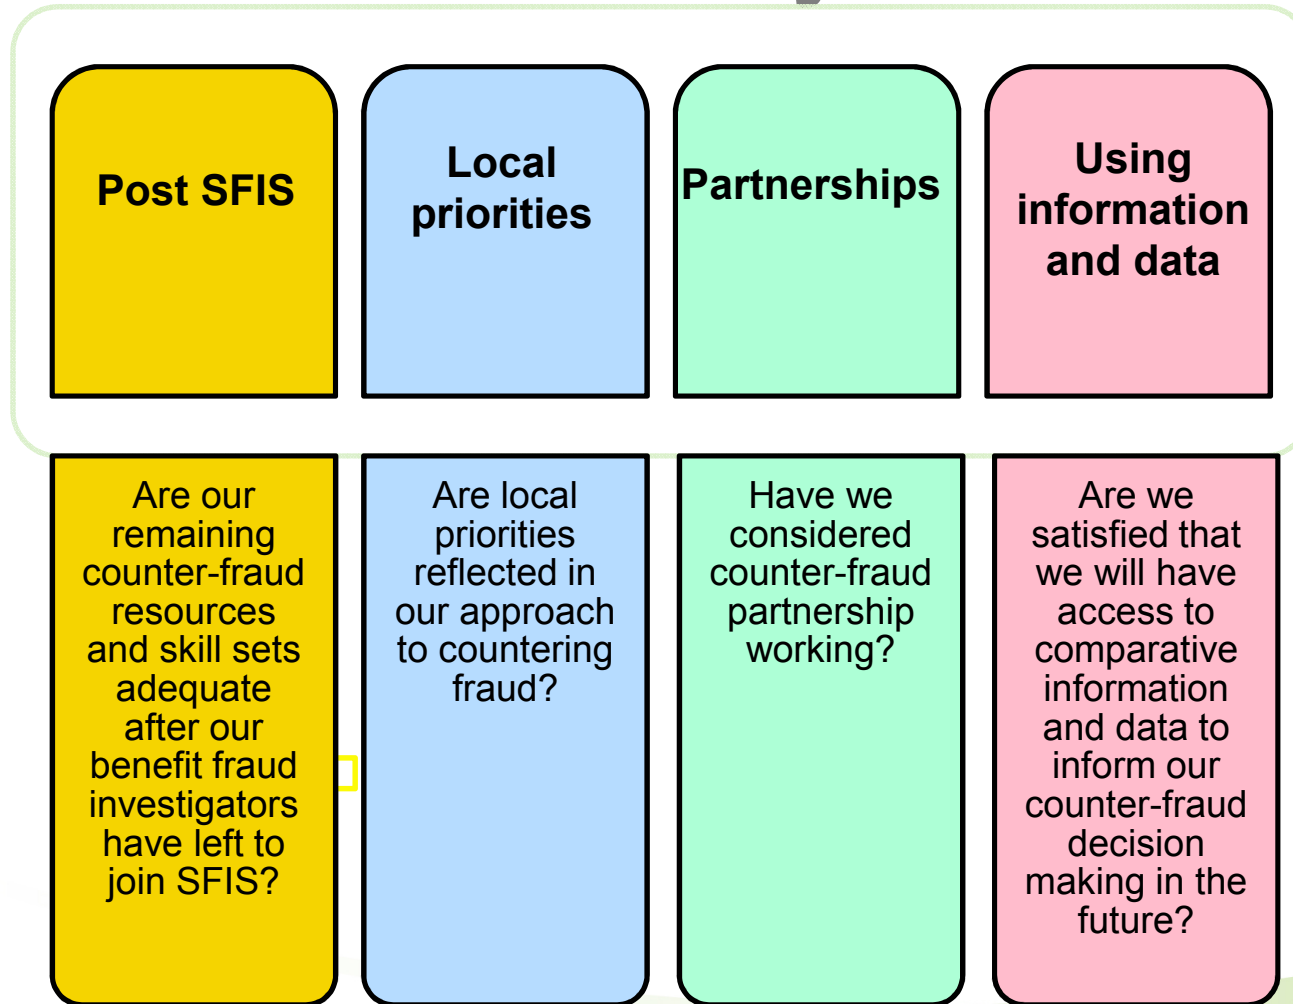 Post SFIS
Local
priorities
Partnerships
Using
information
and data
Are our
remaining
counter-fraud
resources
and skill sets
adequate
after our
benefit fraud
investigators
have left to
join SFIS?
Are local
priorities
reflected in
our approach
to countering
fraud?
Have we
considered
counter-fraud
partnership
working?
Are we
satisfied that
we will have
access to
comparative
information
and data to
inform our
counter-fraud
decision
making in the
future?